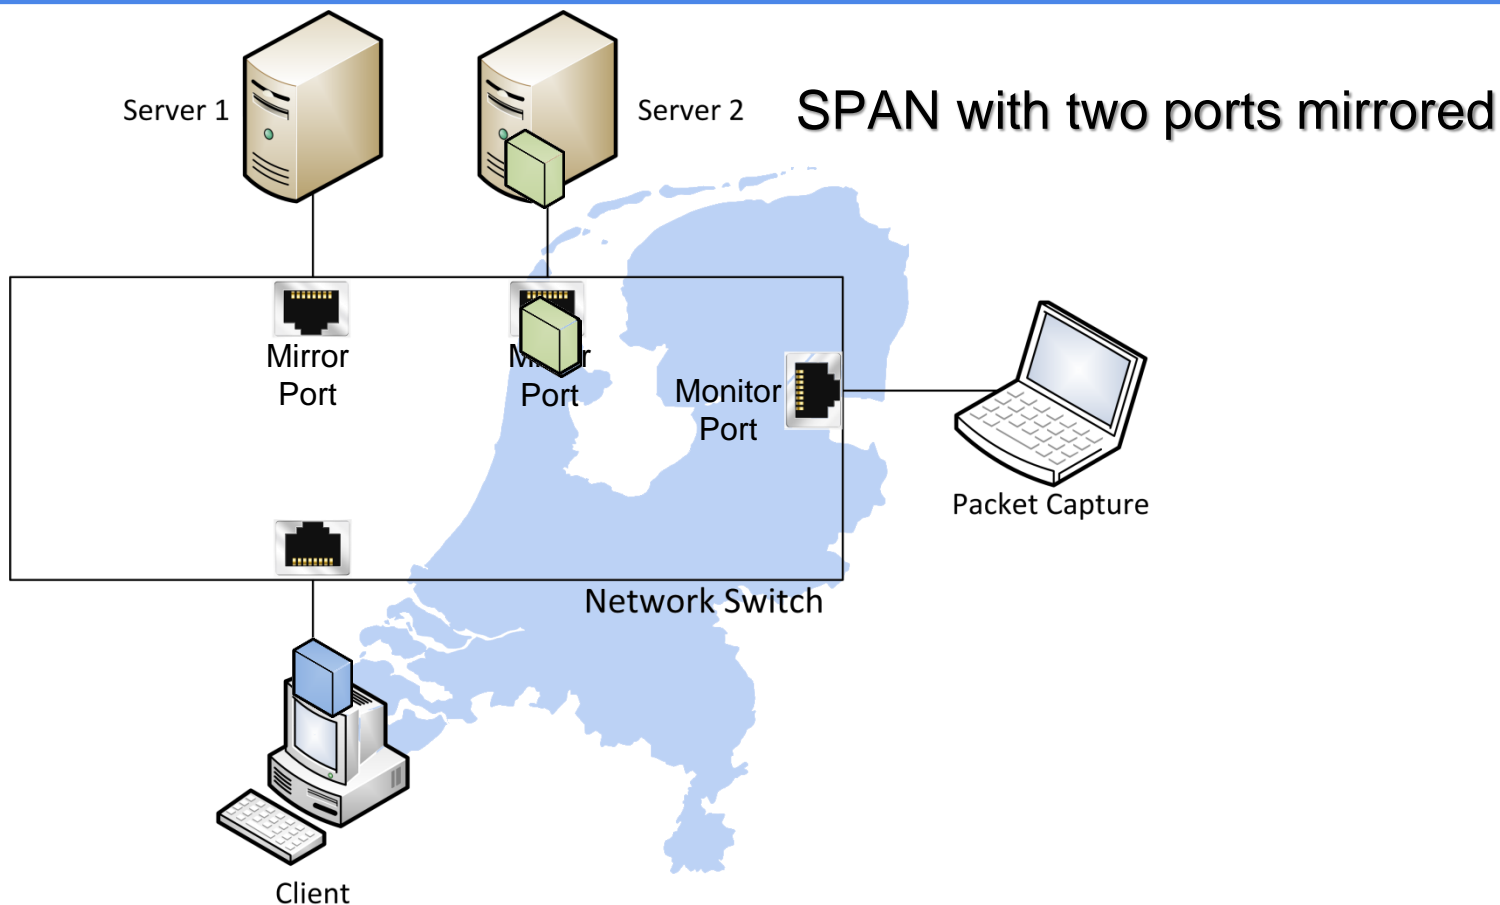 Server 1
Server 2
SPAN with two ports mirrored
Mirror
Port
Port
Monitor
Port
Packet Capture
Network Switch
Client